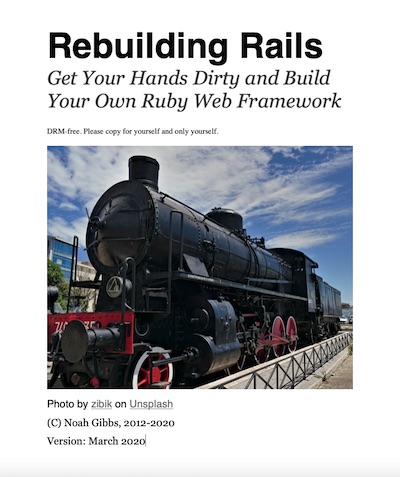 Rebuilding Rails
Get Your Hands Dirty and Build
Your Own Ruby Web Framework
DRM-free. Please copy for yourself and only yourself.
Photo by zibik on Unsplash
(C) Noah Gibbs, 2012-2020
Version: March 2020